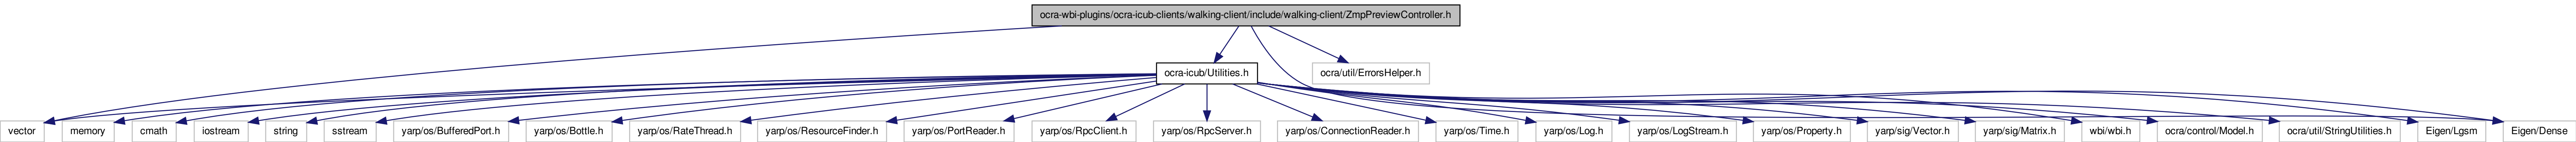 ocra-wbi-plugins/ocra-icub-clients/walking-client/include/walking-client/ZmpPreviewController.h
ocra-icub/Utilities.h
ocra/util/ErrorsHelper.h
vector
memory
cmath
iostream
string
sstream
yarp/os/BufferedPort.h
yarp/os/Bottle.h
yarp/os/RateThread.h
yarp/os/ResourceFinder.h
yarp/os/PortReader.h
yarp/os/RpcClient.h
yarp/os/RpcServer.h
yarp/os/ConnectionReader.h
yarp/os/Time.h
yarp/os/Log.h
yarp/os/LogStream.h
yarp/os/Property.h
yarp/sig/Vector.h
yarp/sig/Matrix.h
wbi/wbi.h
ocra/control/Model.h
ocra/util/StringUtilities.h
Eigen/Lgsm
Eigen/Dense